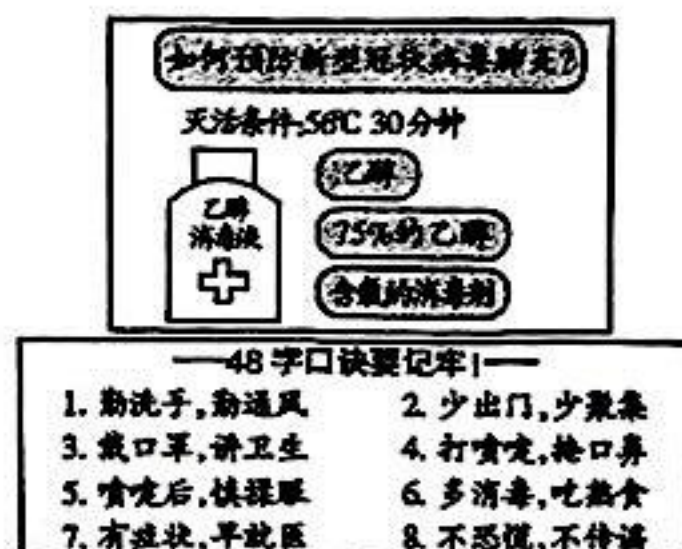 如何预防新型冠状病毒肺炎?
灭活条件:56℃ 30分钟
乙醚
乙醇
消毒液
75%的乙醇
含氯的消毒剂
——48字口诀要记牢!——
1. 勤洗手,勤通风
2. 少出门,少聚集
3. 戴口罩,讲卫生
4. 打喷嚏,掩口鼻
5. 喷嚏后,慎揉眼
6. 多消毒,吃熟食
7. 有症状,早就医
8. 不恐慌,不传谣